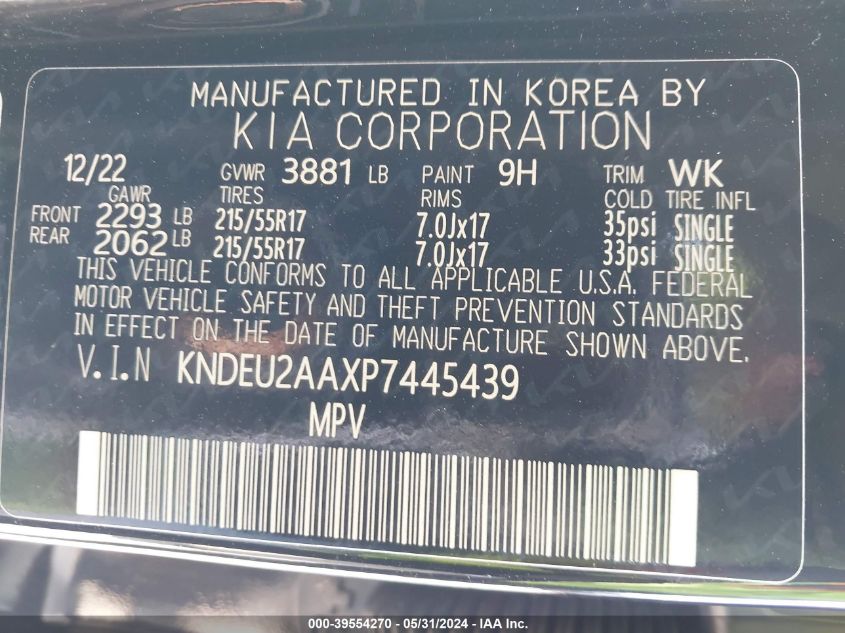 MANUFACTURED IN KOREA BY
KIA CORPORATION
12/22 GVWR 3881 LB PAINT 9H TRIM WK
GAWR TIRES RIMS COLD TIRE INFL
FRONT 2293 LB 215/55R17 7.0Jx17 35psi SINGLE
REAR 2062 LB 215/55R17 7.0Jx17 33psi SINGLE
THIS VEHICLE CONFORMS TO ALL APPLICABLE U.S.A. FEDERAL
MOTOR VEHICLE SAFETY AND THEFT PREVENTION STANDARDS
IN EFFECT ON THE DATE OF MANUFACTURE SHOWN ABOVE.
V.I.N KNDEU2AAXP7445439
MPV
000-39554270 - 05/31/2024 - IAA Inc.